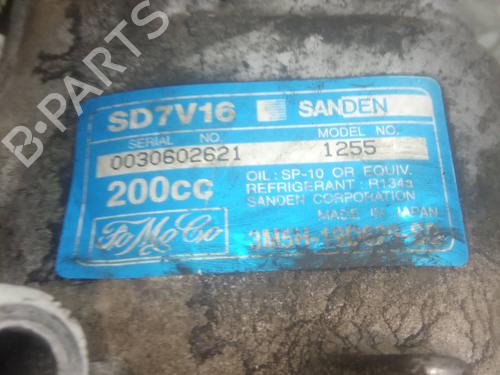 SD7V16 SANDEN
SERIAL NO. MODEL NO.
0030602621 1255
200cc
OIL : SP-10 OR EQUIV.
REFRIGERANT : R134a
SANDEN CORPORATION
MADE IN JAPAN
FoMoCo
B-PARTS